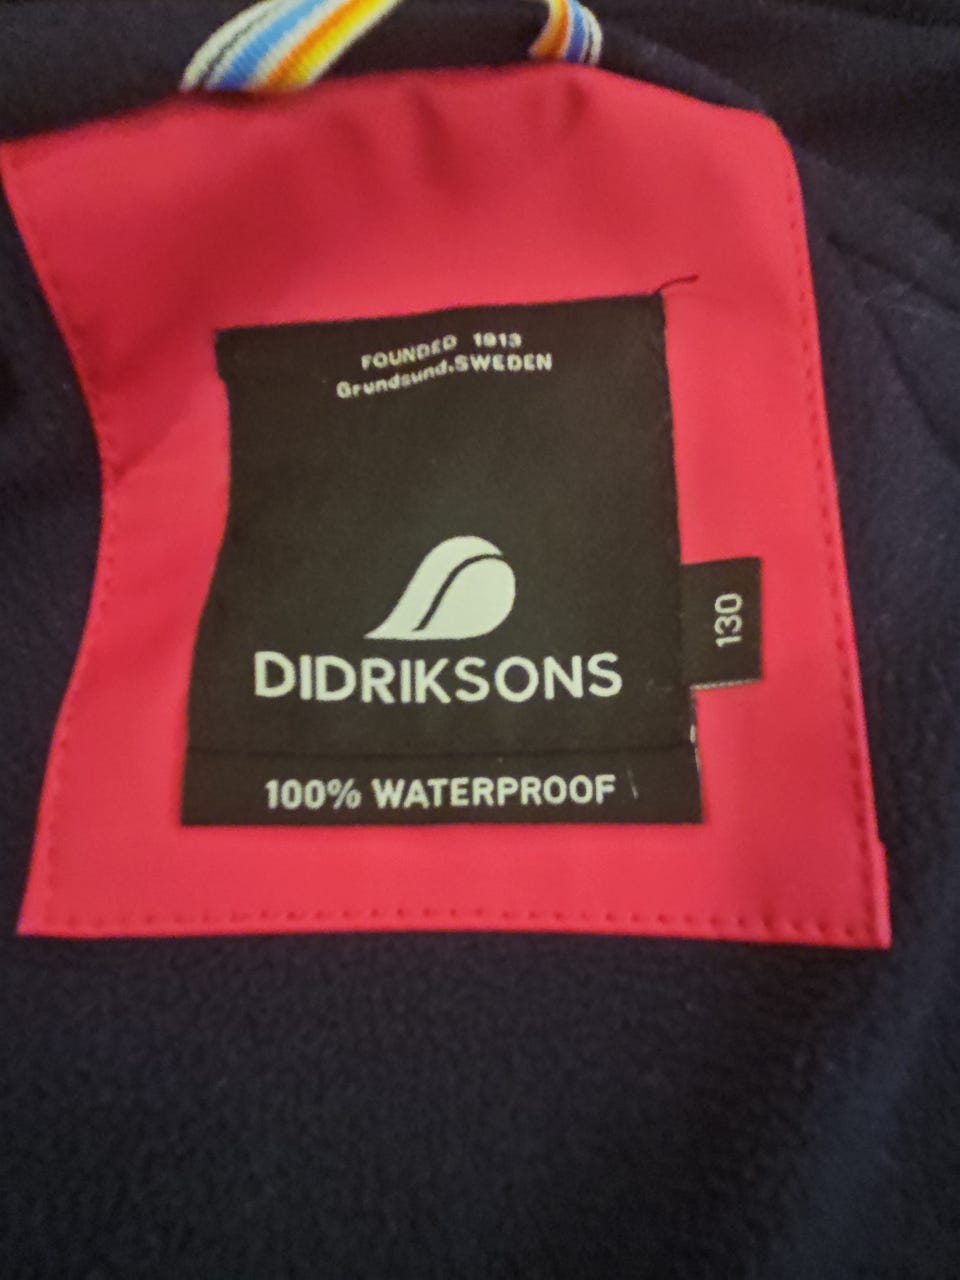 FOUNDED 1913
Grundsund, SWEDEN
DIDRIKSONS
130
100% WATERPROOF